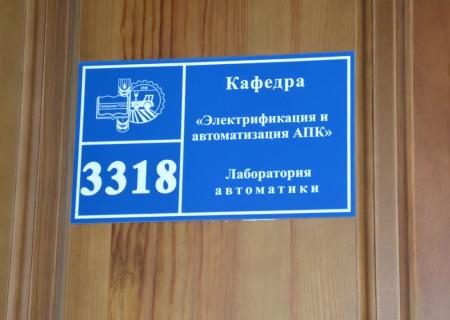 Кафедра
«Электрификация и
автоматизация АПК»
3318
Лаборатория
автоматики